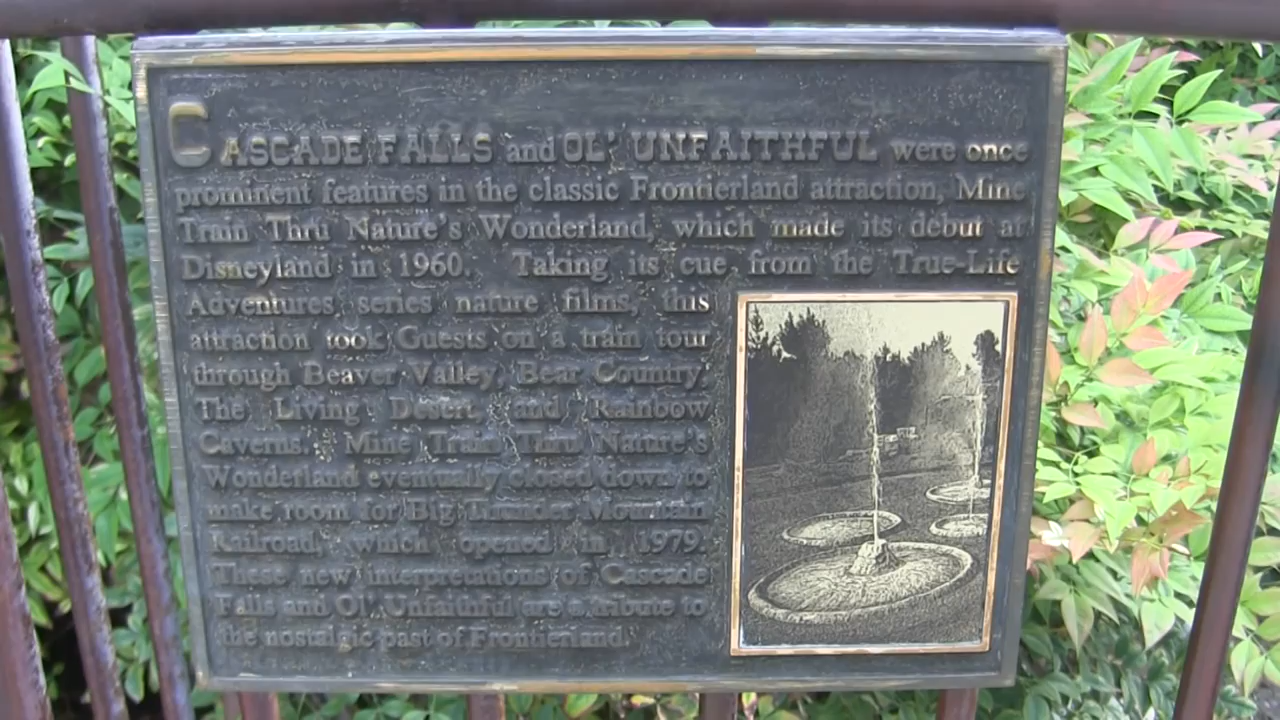 CASCADE FALLS and OL' UNFAITHFUL were once
prominent features in the classic Frontierland attraction, Mine
Train Thru Nature's Wonderland, which made its debut at
Disneyland in 1960. Taking its cue from the True-Life
Adventures series nature films, this
attraction took Guests on a train tour
through Beaver Valley, Bear Country,
The Living Desert, and Rainbow
Caverns. Mine Train Thru Nature's
Wonderland eventually closed down to
make room for Big Thunder Mountain
Railroad, which opened in 1979.
These new interpretations of Cascade
Falls and Ol' Unfaithful are a tribute to
the nostalgic past of Frontierland.